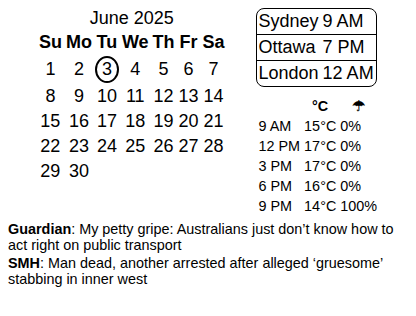 June 2025
Su Mo Tu We Th Fr Sa
1 2 3 4 5 6 7
8 9 10 11 12 13 14
15 16 17 18 19 20 21
22 23 24 25 26 27 28
29 30
Sydney 9 AM
Ottawa 7 PM
London 12 AM
°C ☂
9 AM 15°C 0%
12 PM 17°C 0%
3 PM 17°C 0%
6 PM 16°C 0%
9 PM 14°C 100%
Guardian: My petty gripe: Australians just don’t know how to
act right on public transport
SMH: Man dead, another arrested after alleged ‘gruesome’
stabbing in inner west